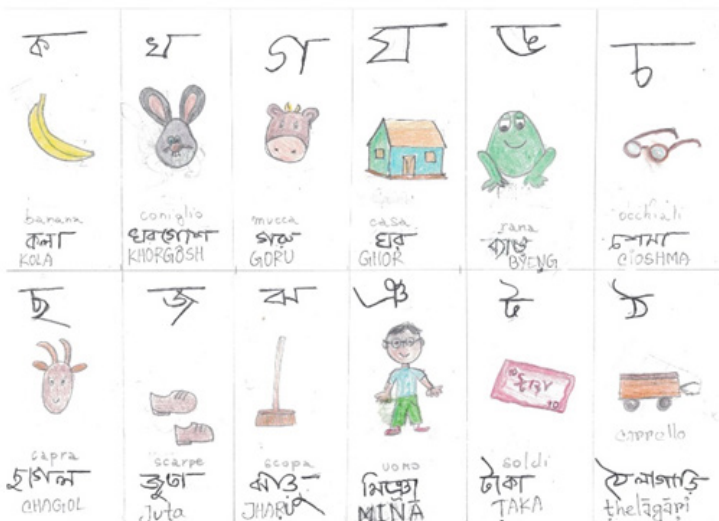 ক খ গ ঘ ঙ চ
banana coniglio mucca casa rana occhiali
কলা খরগোশ গরু ঘর ব্যাঙ চশমা
KOLA KHORGOSH GORU GHOR BYENG CIOSHMA
ছ জ ঝ ঞ ট ঠ
capra scarpe scopa uomo soldi carrello
ছাগল জুতা ঝাড়ু মিঞা টাকা ঠেলাগাড়ি
CHAGOL Juta JHARU MINA TAKA thelāgāṛi